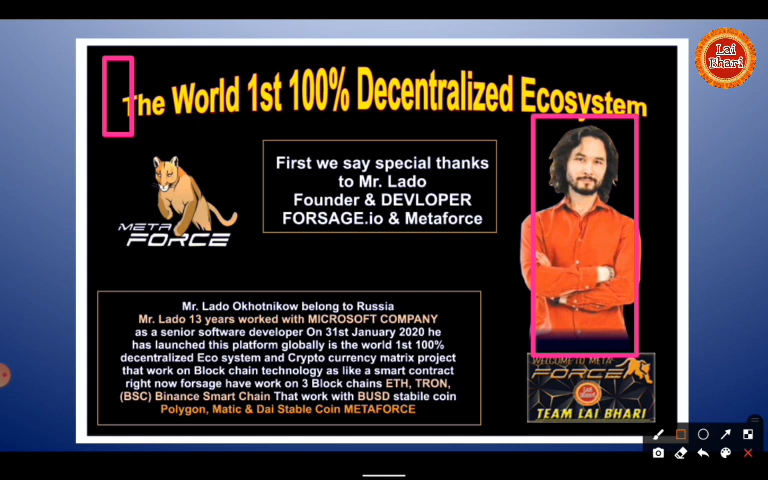 Lai
Bhari
The World 1st 100% Decentralized Ecosystem
First we say special thanks
to Mr. Lado
Founder & DEVLOPER
FORSAGE.io & Metaforce
META
FORCE
Mr. Lado Okhotnikow belong to Russia
Mr. Lado 13 years worked with MICROSOFT COMPANY
as a senior software developer On 31st January 2020 he
has launched this platform globally is the world 1st 100%
decentralized Eco system and Crypto currency matrix project
that work on Block chain technology as like a smart contract
right now forsage have work on 3 Block chains ETH, TRON,
(BSC) Binance Smart Chain That work with BUSD stabile coin
Polygon, Matic & Dai Stable Coin METAFORCE
WELCOME TO META
FORCE
TEAM LAI BHARI